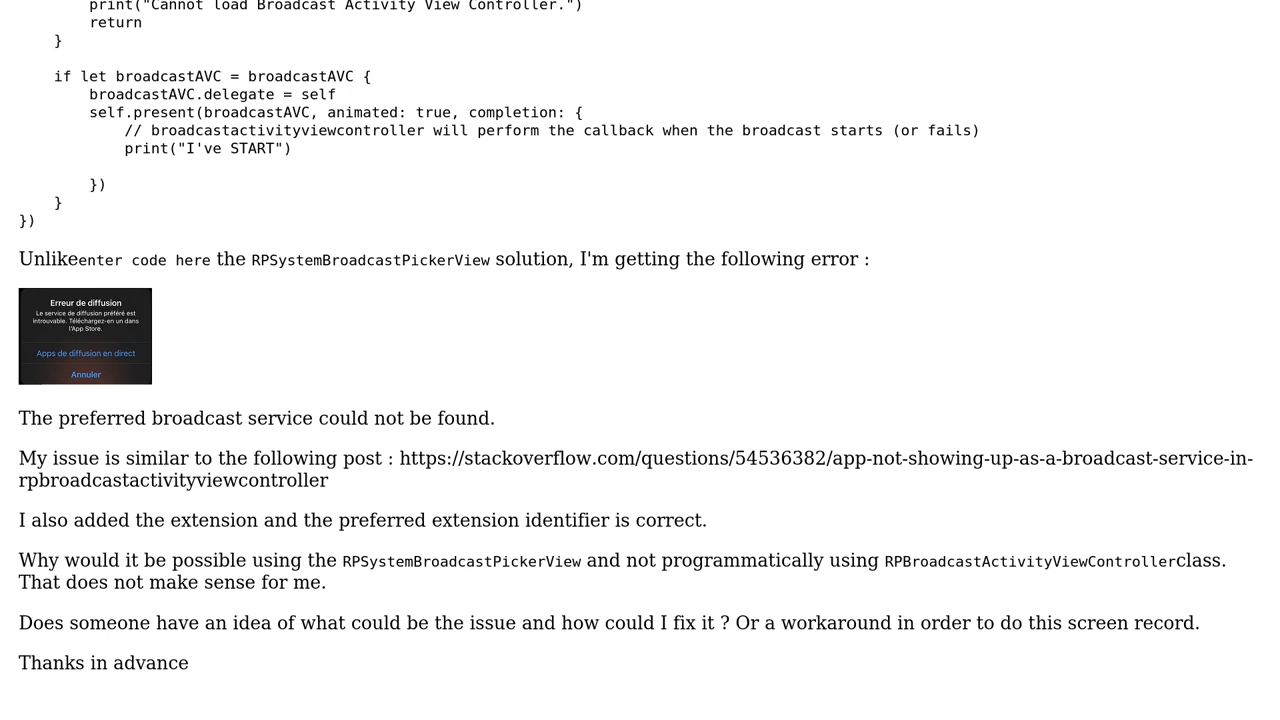 print("Cannot load Broadcast Activity View Controller.")
return
}
if let broadcastAVC = broadcastAVC {
broadcastAVC.delegate = self
self.present(broadcastAVC, animated: true, completion: {
// broadcastactivityviewcontroller will perform the callback when the broadcast starts (or fails)
print("I've START")
})
}
})
Unlikeenter code here the RPSystemBroadcastPickerView solution, I'm getting the following error :
Erreur de diffusion
Le service de diffusion préféré est
introuvable. Téléchargez-en un dans
l'App Store.
Apps de diffusion en direct
Annuler
The preferred broadcast service could not be found.
My issue is similar to the following post : https://stackoverflow.com/questions/54536382/app-not-showing-up-as-a-broadcast-service-in-
rpbroadcastactivityviewcontroller
I also added the extension and the preferred extension identifier is correct.
Why would it be possible using the RPSystemBroadcastPickerView and not programmatically using RPBroadcastActivityViewControllerclass.
That does not make sense for me.
Does someone have an idea of what could be the issue and how could I fix it ? Or a workaround in order to do this screen record.
Thanks in advance